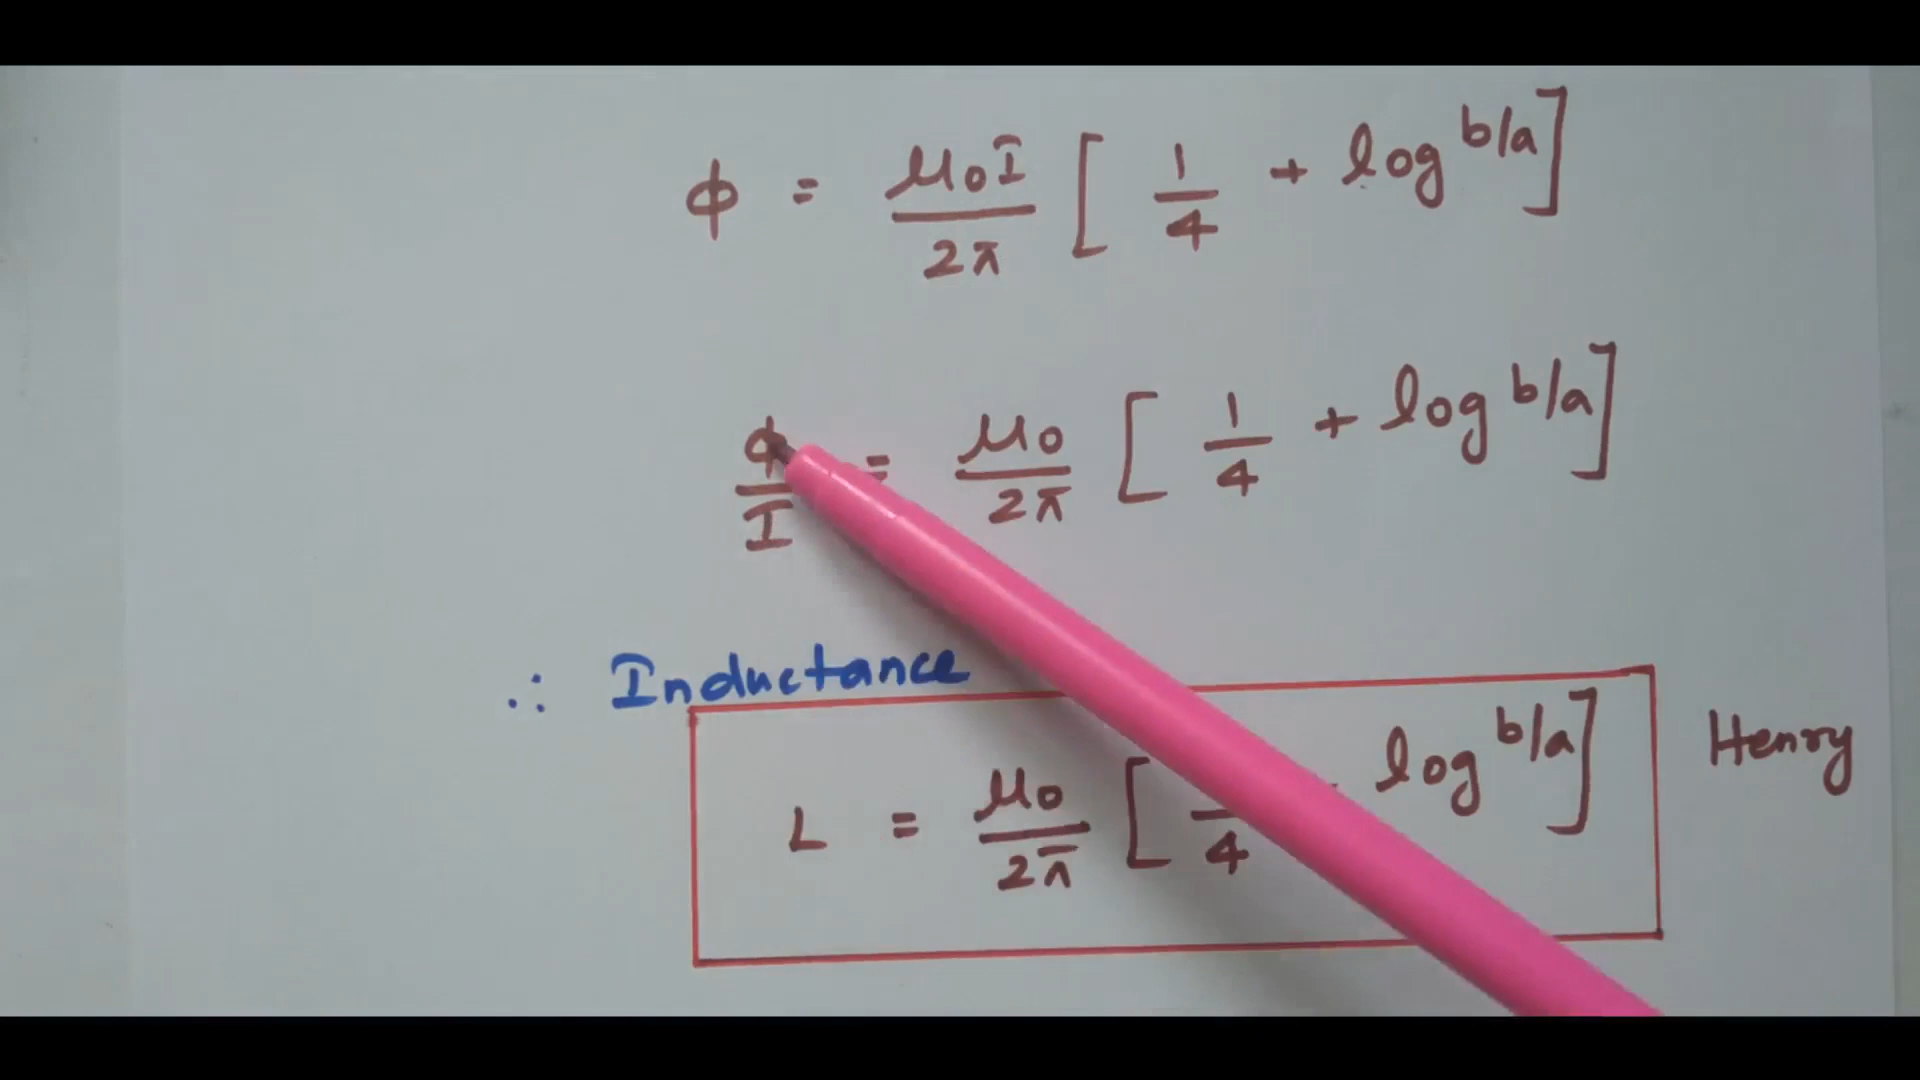 ϕ = μ0I/2π [ 1/4 + log b/a ]
ϕ/I = μ0/2π [ 1/4 + log b/a ]
∴ Inductance
L = μ0/2π [ /4 log b/a ] Henry